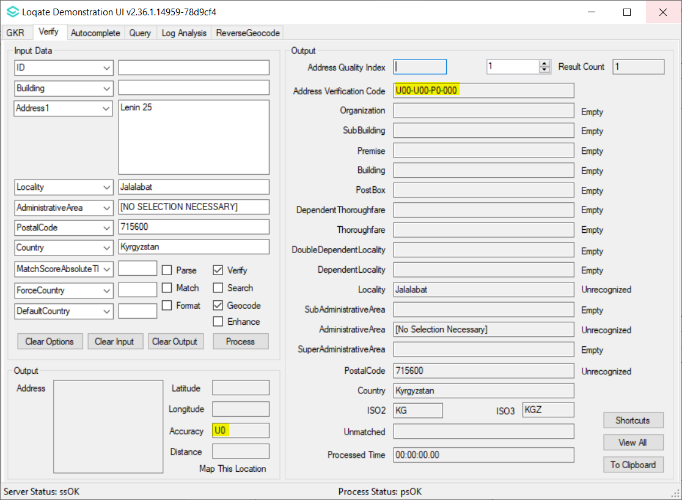 Loqate Demonstration UI v2.36.1.14959-78d9cf4
GKR Verify Autocomplete Query Log Analysis ReverseGeocode
Input Data
ID
Building
Address1 Lenin 25
Locality Jalalabat
AdministrativeArea [NO SELECTION NECESSARY]
PostalCode 715600
Country Kyrgyzstan
MatchScoreAbsoluteTl Parse Verify
ForceCountry Match Search
DefaultCountry Format Geocode
Enhance
Clear Options Clear Input Clear Output Process
Output
Address Latitude
Longitude
Accuracy U0
Distance
Map This Location
Output
Address Quality Index 1 Result Count 1
Address Verification Code U00-U00-P0-000
Organization Empty
SubBuilding Empty
Premise Empty
Building Empty
PostBox Empty
DependentThoroughfare Empty
Thoroughfare Empty
DoubleDependentLocality Empty
DependentLocality Empty
Locality Jalalabat Unrecognized
SubAdministrativeArea Empty
AdministrativeArea [No Selection Necessary] Unrecognized
SuperAdministrativeArea Empty
PostalCode 715600 Unrecognized
Country Kyrgyzstan
ISO2 KG ISO3 KGZ
Unmatched
Processed Time 00:00:00.00
Shortcuts
View All
To Clipboard
Server Status: ssOK Process Status: psOK